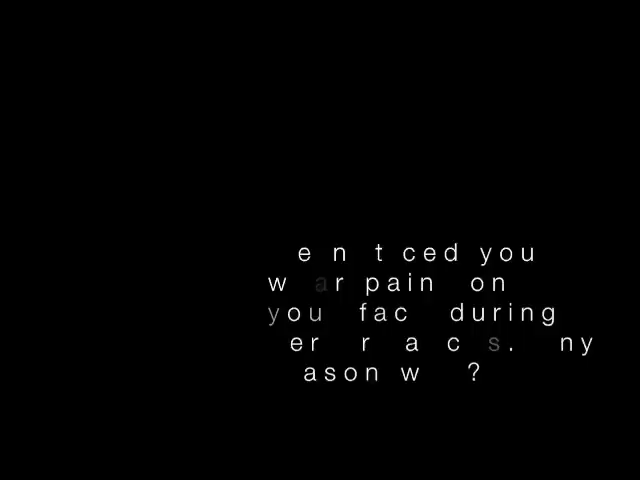 e n t ced you
w ar pain on
you fac during
er r a c s. ny
ason w ?